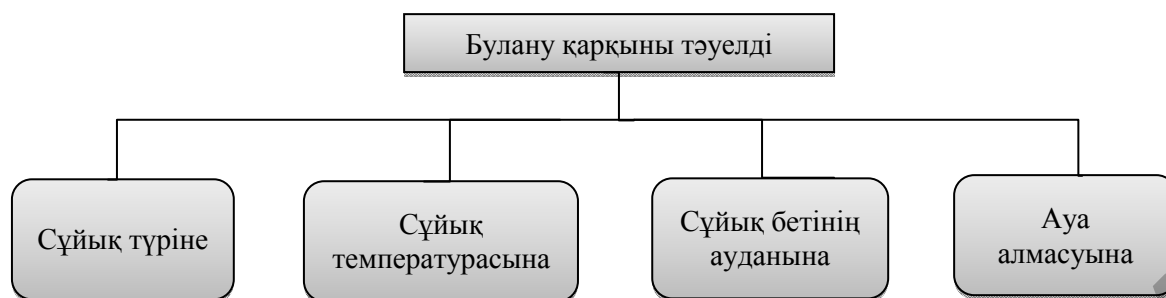 Булану қарқыны тәуелді
Сұйық түріне
Сұйық
температурасына
Сұйық бетінің
ауданына
Ауа
алмасуына